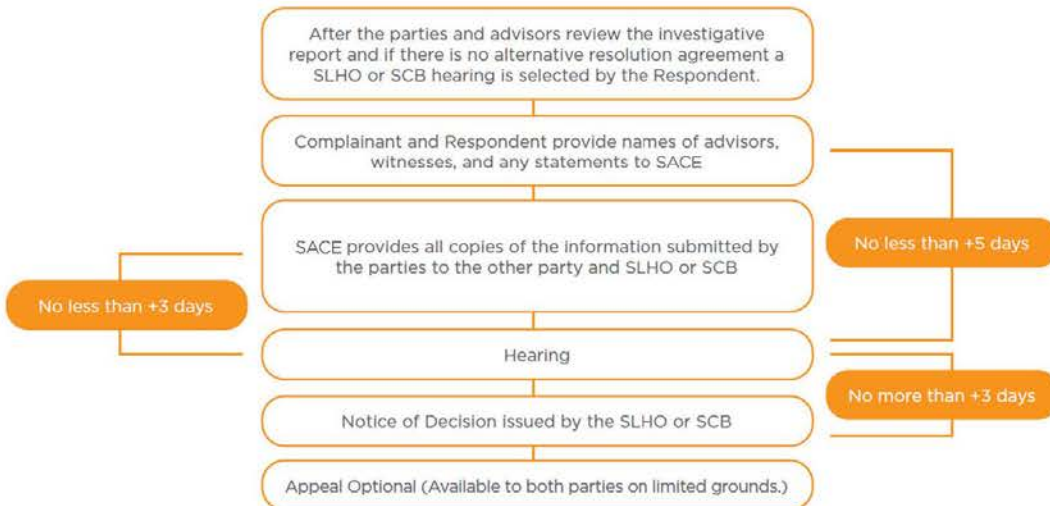 After the parties and advisors review the investigative
report and if there is no alternative resolution agreement a
SLHO or SCB hearing is selected by the Respondent.
Complainant and Respondent provide names of advisors,
witnesses, and any statements to SACE
No less than +5 days
SACE provides all copies of the information submitted by
the parties to the other party and SLHO or SCB
No less than +3 days
Hearing
No more than +3 days
Notice of Decision issued by the SLHO or SCB
Appeal Optional (Available to both parties on limited grounds.)